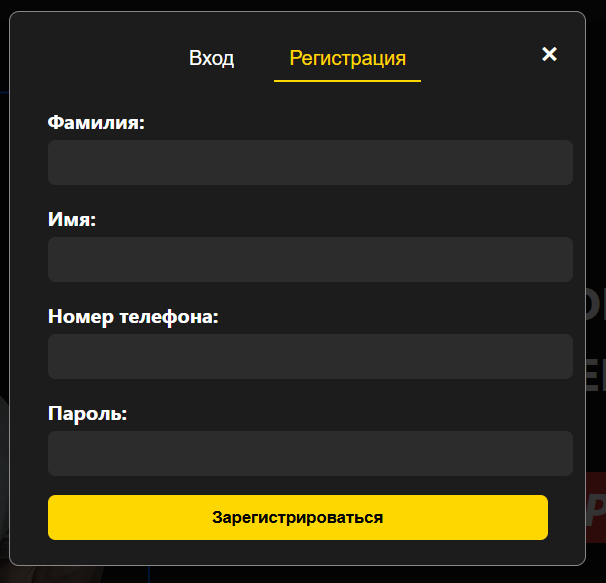 Вход Регистрация ×
Фамилия:
Имя:
Номер телефона:
Пароль:
Зарегистрироваться